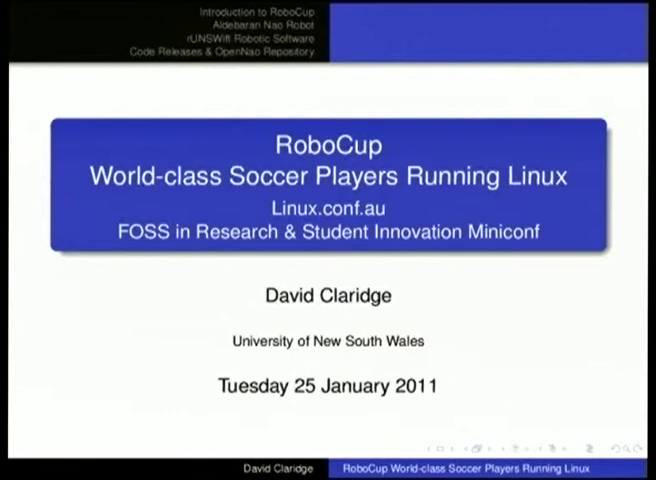 Introduction to RoboCup
Aldebaran Nao Robot
rUNSWift Robotic Software
Code Releases & OpenNao Repository
RoboCup
World-class Soccer Players Running Linux
Linux.conf.au
FOSS in Research & Student Innovation Miniconf
David Claridge
University of New South Wales
Tuesday 25 January 2011
David Claridge
RoboCup World-class Soccer Players Running Linux